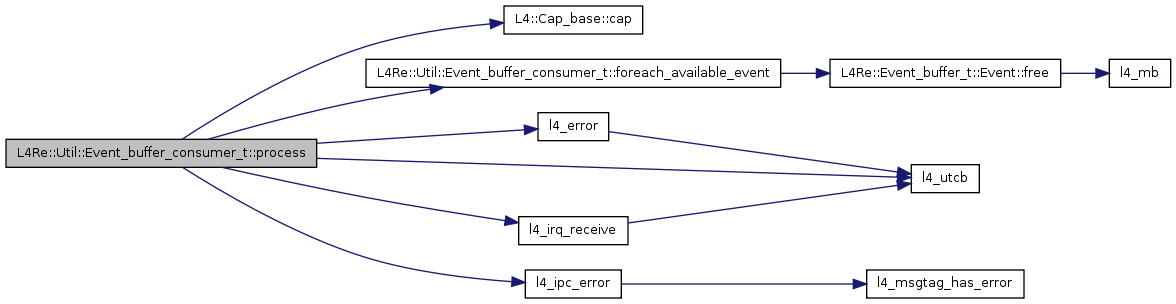 L4::Cap_base::cap
L4Re::Util::Event_buffer_consumer_t::foreach_available_event
L4Re::Event_buffer_t::Event::free
l4_mb
l4_error
L4Re::Util::Event_buffer_consumer_t::process
l4_utcb
l4_irq_receive
l4_ipc_error
l4_msgtag_has_error